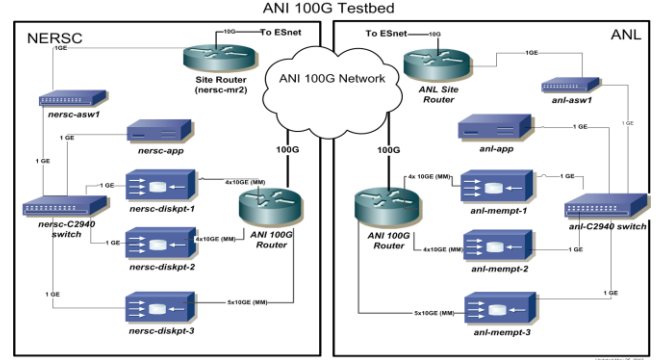 ANI 100G Testbed
NERSC
1GE
10G
To ESnet
Site Router
(nersc-mr2)
nersc-asw1
1 GE
1 GE
nersc-app
1 GE
4x10GE (MM)
nersc-diskpt-1
nersc-C2940
switch
1 GE
4x10GE (MM)
nersc-diskpt-2
ANI 100G
Router
1 GE
5x10GE (MM)
nersc-diskpt-3
100G
ANI 100G Network
100G
ANL
To ESnet
10G
1GE
ANL Site
Router
anl-asw1
1 GE
1 GE
anl-app
4x 10GE (MM)
1 GE
anl-mempt-1
anl-C2940 switch
ANI 100G
Router
4x10GE (MM)
1 GE
anl-mempt-2
1 GE
5x10GE (MM)
anl-mempt-3